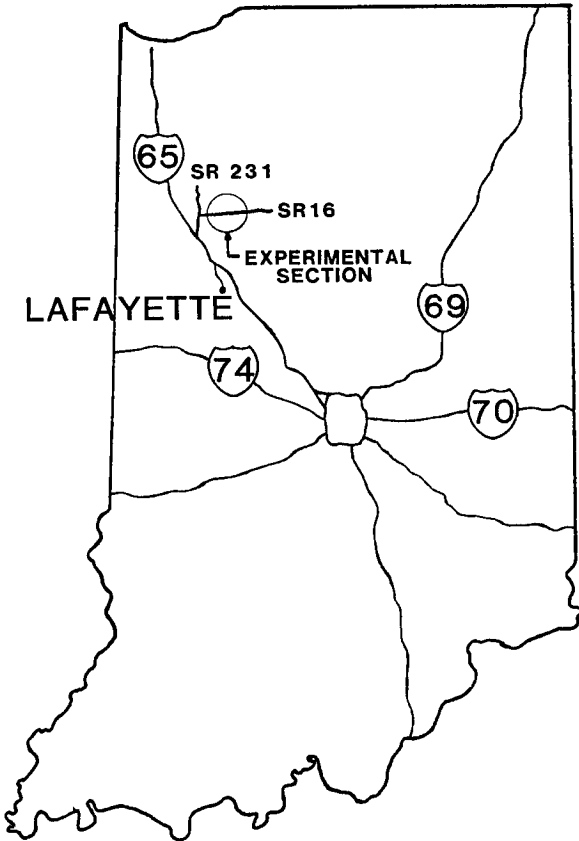 65
SR 231
SR16
EXPERIMENTAL
SECTION
LAFAYETTE
69
74
70